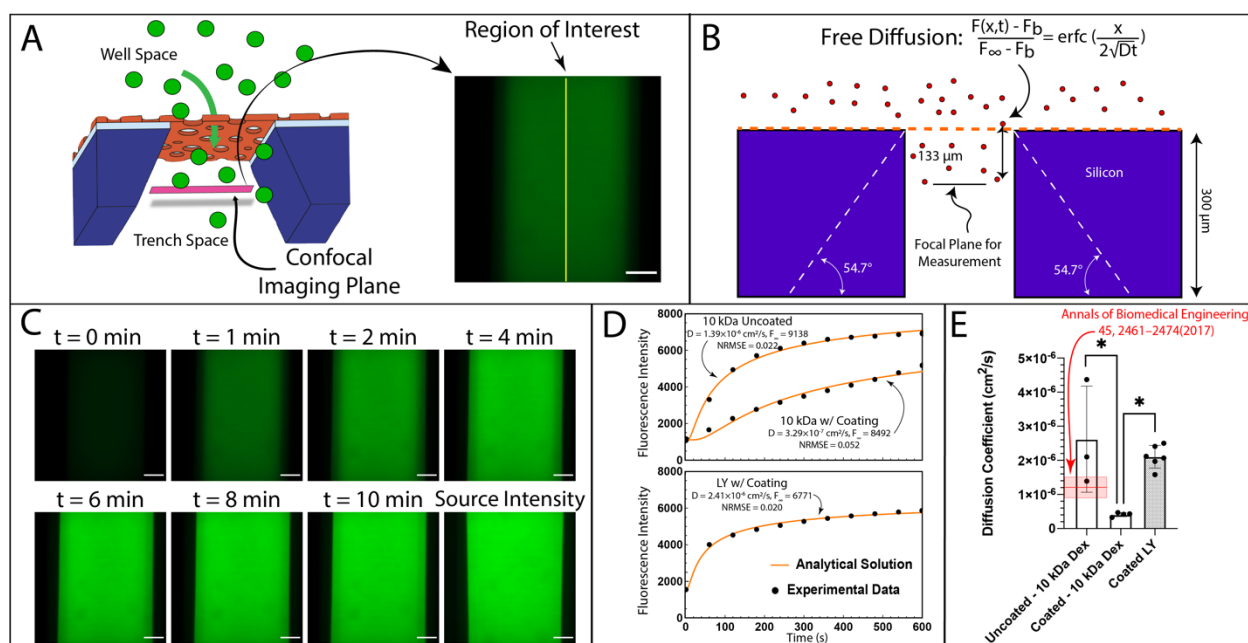 A
Well Space
Trench Space
Confocal
Imaging Plane
Region of Interest
B
Free Diffusion: F(x,t) - Fb / F∞ - Fb = erfc ( x / 2√Dt )
133 µm
Silicon
300 µm
Focal Plane for
Measurement
54.7°
54.7°
C
t = 0 min
t = 1 min
t = 2 min
t = 4 min
t = 6 min
t = 8 min
t = 10 min
Source Intensity
D
Fluorescence Intensity
8000
6000
4000
2000
0
10 kDa Uncoated
D = 1.39×10⁻⁶ cm²/s, F∞ = 9138
NRMSE = 0.022
10 kDa w/ Coating
D = 3.29×10⁻⁷ cm²/s, F∞ = 8492
NRMSE = 0.052
Fluorescence Intensity
8000
6000
4000
2000
0
LY w/ Coating
D = 2.41×10⁻⁶ cm²/s, F∞ = 6771
NRMSE = 0.020
Analytical Solution
Experimental Data
0 100 200 300 400 500 600
Time (s)
E
Annals of Biomedical Engineering
45, 2461–2474(2017)
Diffusion Coefficient (cm²/s)
5×10⁻⁶
4×10⁻⁶
3×10⁻⁶
2×10⁻⁶
1×10⁻⁶
0
*
*
Uncoated - 10 kDa Dex
Coated - 10 kDa Dex
Coated LY